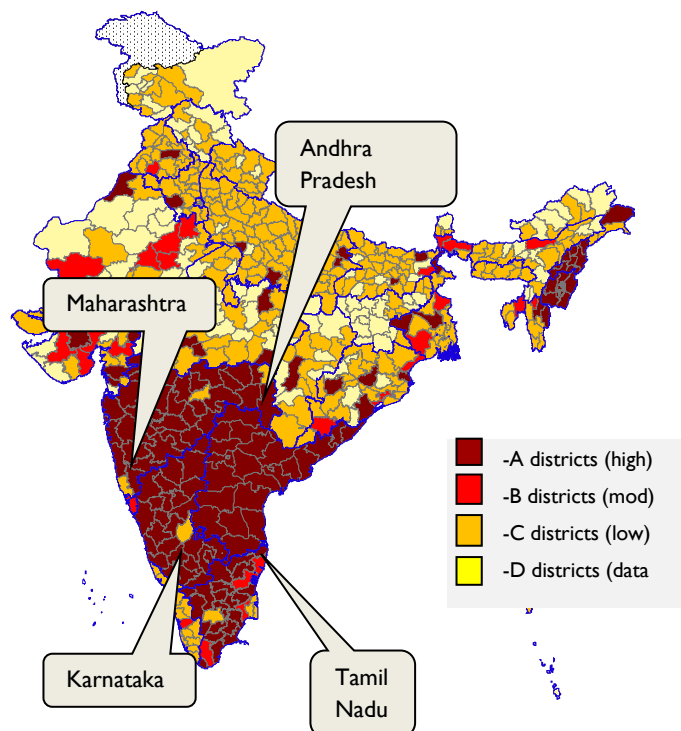 Andhra
Pradesh
Maharashtra
-A districts (high)
-B districts (mod)
-C districts (low)
-D districts (data
Karnataka
Tamil
Nadu